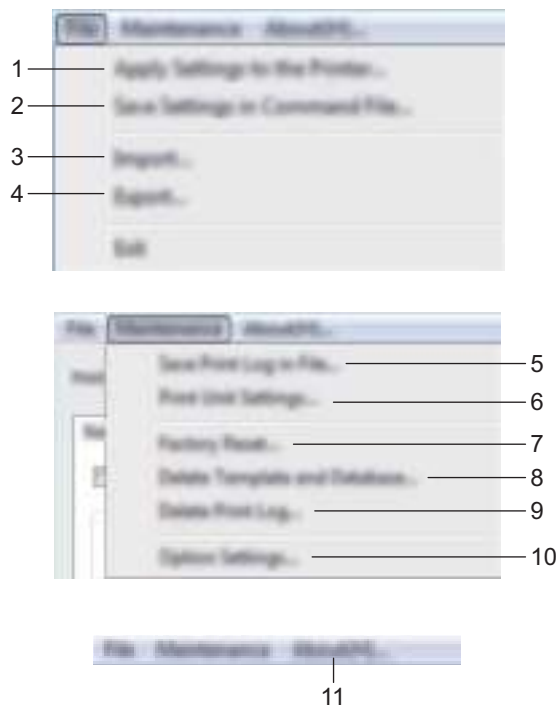 File Maintenance About(H)...
1 Apply Settings to the Printer...
2 Save Settings in Command File...
3 Import...
4 Export...
Exit
File Maintenance About(H)...
Save Print Log in File... 5
Print Unit Settings... 6
Factory Reset... 7
Delete Template and Database... 8
Delete Print Log... 9
Option Settings... 10
File Maintenance About(H)...
11